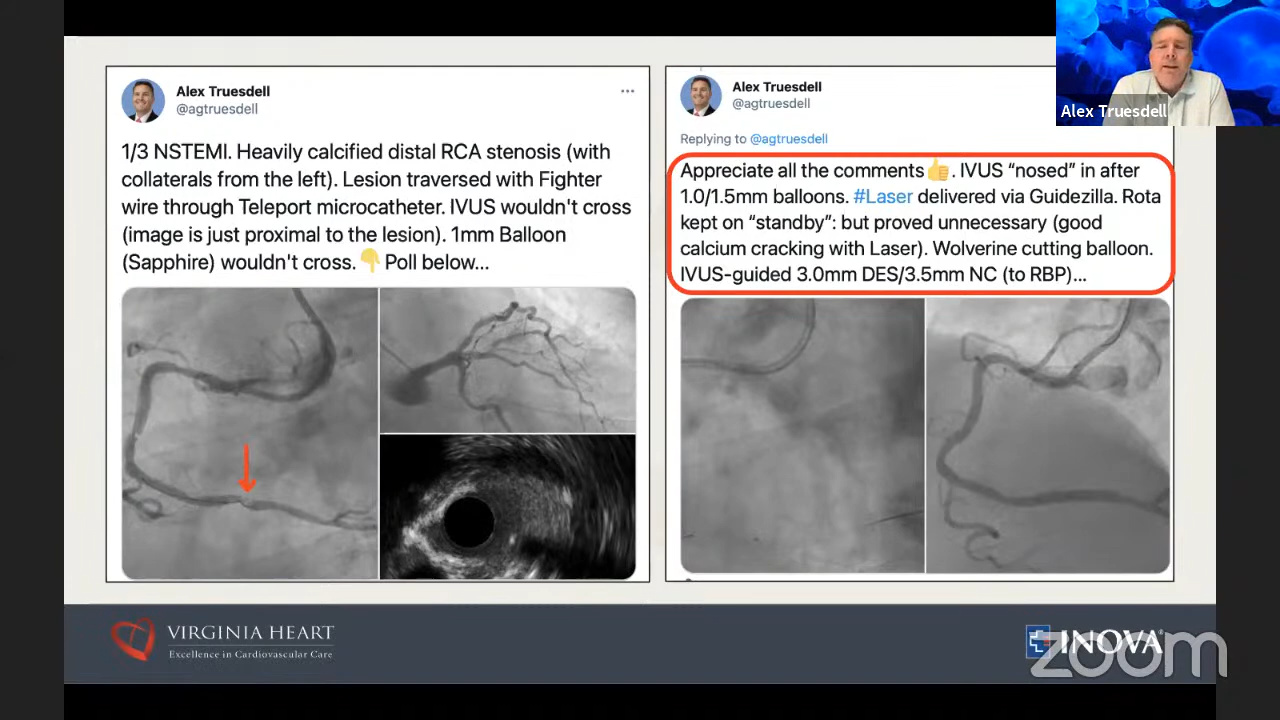 Alex Truesdell
@agtruesdell
1/3 NSTEMI. Heavily calcified distal RCA stenosis (with
collaterals from the left). Lesion traversed with Fighter
wire through Teleport microcatheter. IVUS wouldn't cross
(image is just proximal to the lesion). 1mm Balloon
(Sapphire) wouldn't cross. 👇 Poll below...
Alex Truesdell
@agtruesdell
Replying to @agtruesdell
Appreciate all the comments👍. IVUS “nosed” in after
1.0/1.5mm balloons. #Laser delivered via Guidezilla. Rota
kept on “standby”: but proved unnecessary (good
calcium cracking with Laser). Wolverine cutting balloon.
IVUS-guided 3.0mm DES/3.5mm NC (to RBP)...
Alex Truesdell
VIRGINIA HEART
Excellence in Cardiovascular Care
INOVA®
zoom